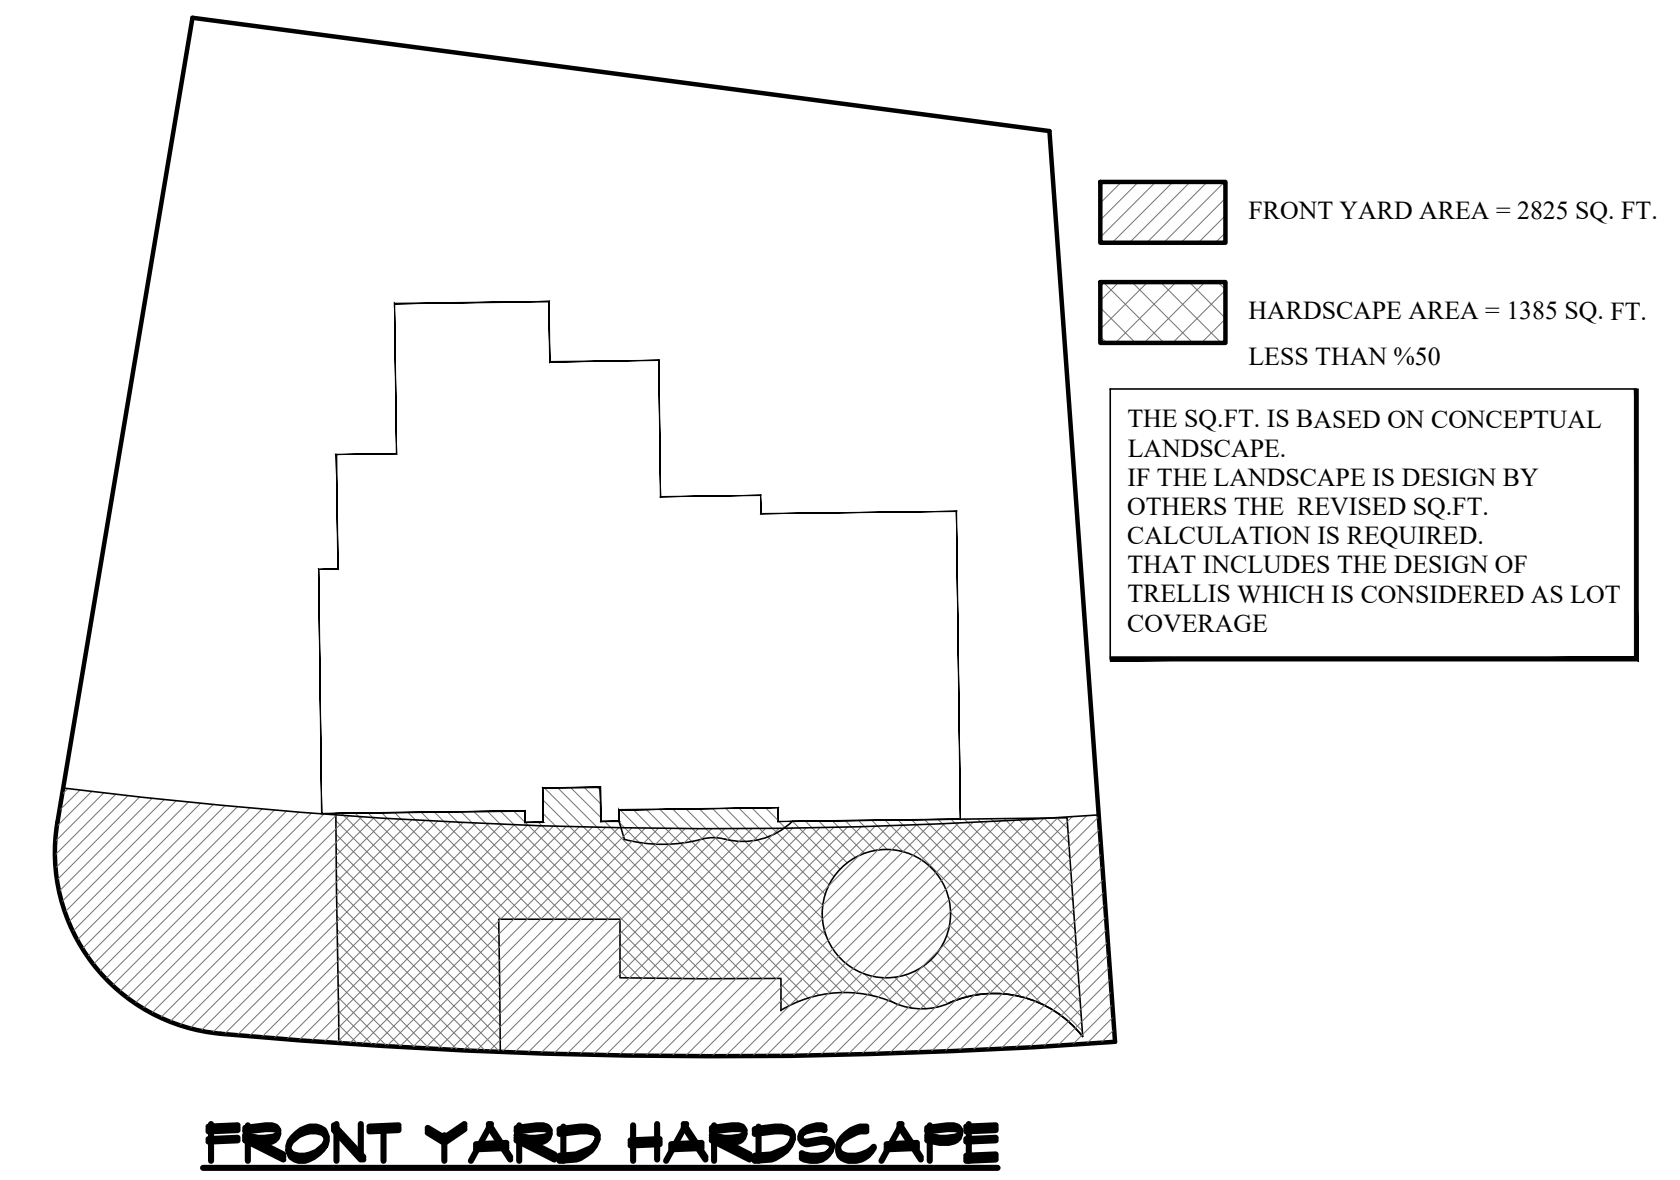 FRONT YARD AREA = 2825 SQ. FT.
HARDSCAPE AREA = 1385 SQ. FT.
LESS THAN %50
THE SQ.FT. IS BASED ON CONCEPTUAL
LANDSCAPE.
IF THE LANDSCAPE IS DESIGN BY
OTHERS THE REVISED SQ.FT.
CALCULATION IS REQUIRED.
THAT INCLUDES THE DESIGN OF
TRELLIS WHICH IS CONSIDERED AS LOT
COVERAGE
FRONT YARD HARDSCAPE